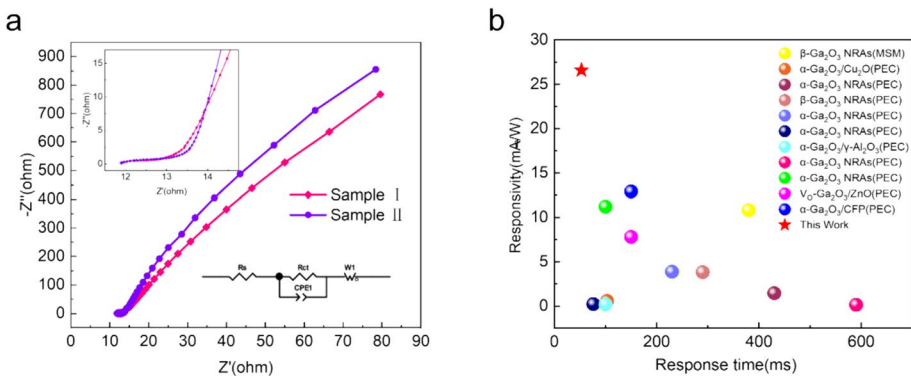 a
-Z''(ohm)
900
800
700
600
500
400
300
200
100
0
0 10 20 30 40 50 60 70 80 90
Z'(ohm)
-Z''(ohm)
15
10
5
0
12 13 14
Z'(ohm)
Sample Ⅰ
Sample Ⅱ
Rs Rct W1
CPE1
b
Responsivity(mA/W)
30
25
20
15
10
5
0
0 200 400 600
Response time(ms)
β-Ga₂O₃ NRAs(MSM)
α-Ga₂O₃/Cu₂O(PEC)
α-Ga₂O₃ NRAs(PEC)
β-Ga₂O₃ NRAs(PEC)
α-Ga₂O₃ NRAs(PEC)
α-Ga₂O₃ NRAs(PEC)
α-Ga₂O₃/γ-Al₂O₃(PEC)
α-Ga₂O₃ NRAs(PEC)
α-Ga₂O₃ NRAs(PEC)
V₀-Ga₂O₃/ZnO(PEC)
α-Ga₂O₃/CFP(PEC)
This Work